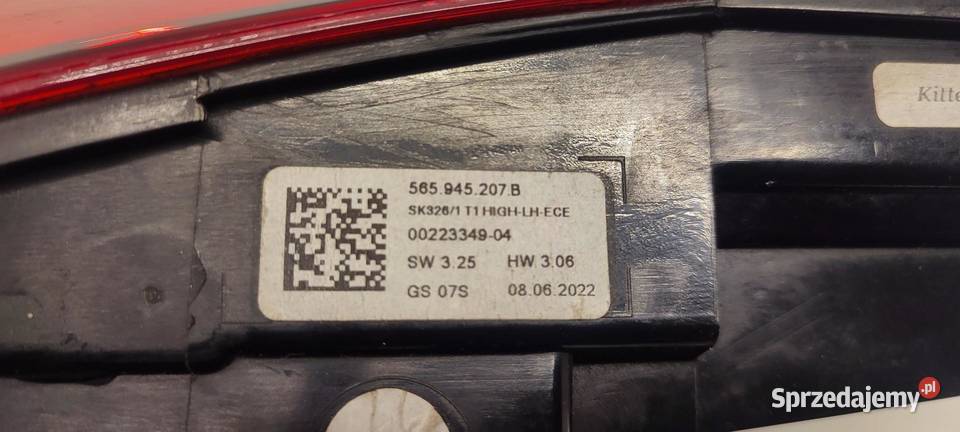 565.945.207.B
SK326/1 T1 HIGH-LH-ECE
00223349-04
SW 3.25 HW 3.06
GS 07S 08.06.2022
Kitte
Sprzedajemy.pl